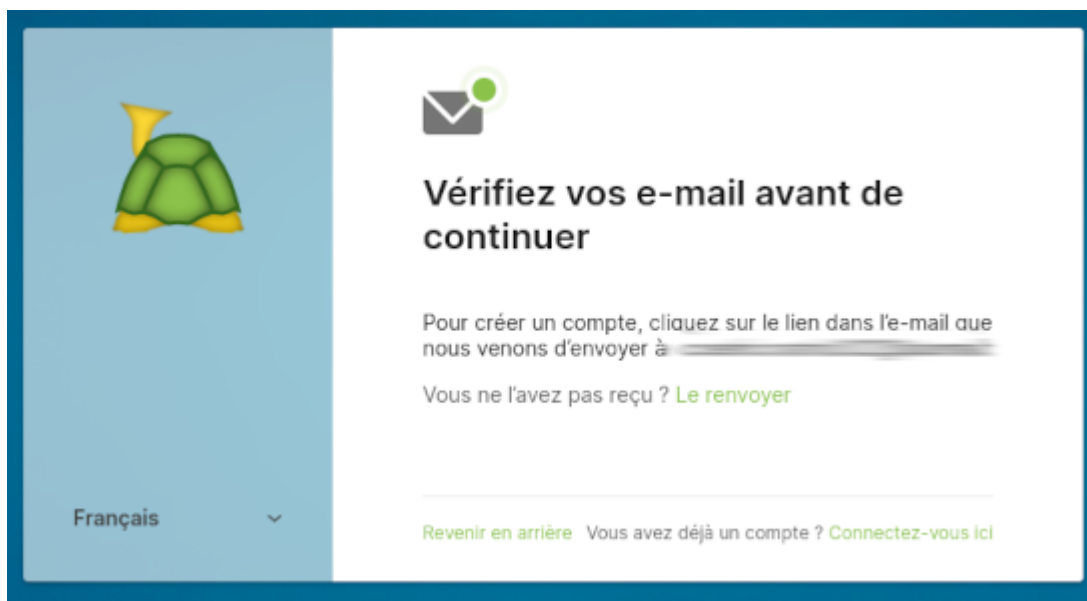 Vérifiez vos e-mail avant de
continuer
Pour créer un compte, cliquez sur le lien dans l'e-mail que
nous venons d'envoyer à
Vous ne l'avez pas reçu ? Le renvoyer
Français
Revenir en arrière Vous avez déjà un compte ? Connectez-vous ici